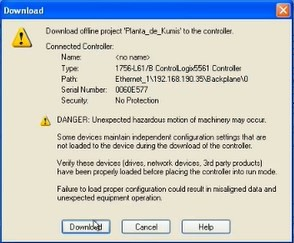 Download
Download offline project 'Planta_de_Kumis' to the controller.
Connected Controller:
Name: <no name>
Type: 1756-L61/B ControlLogix5561 Controller
Path: Ethernet_1\192.168.190.35\Backplane\0
Serial Number: 0060E577
Security: No Protection
DANGER: Unexpected hazardous motion of machinery may occur.
Some devices maintain independent configuration settings that are
not loaded to the device during the download of the controller.
Verify these devices (drives, network devices, 3rd party products)
have been properly loaded before placing the controller into run mode.
Failure to load proper configuration could result in misaligned data and
unexpected equipment operation.
Download Cancel Help